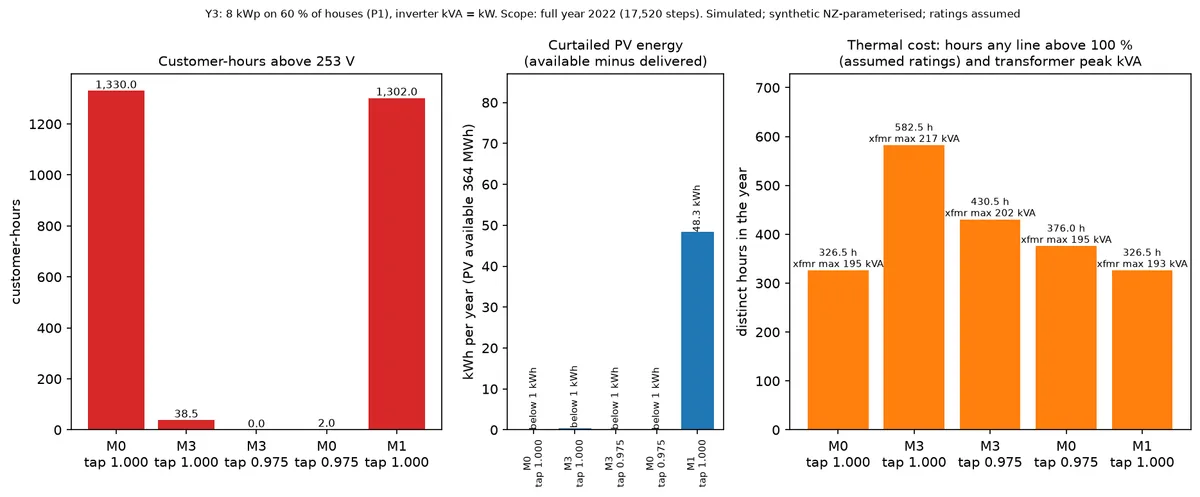 Y3: 8 kWp on 60 % of houses (P1), inverter kVA = kW. Scope: full year 2022 (17,520 steps). Simulated; synthetic NZ-parameterised; ratings assumed
Customer-hours above 253 V
customer-hours
1200
1000
800
600
400
200
0
1,330.0
38.5
0.0
2.0
1,302.0
M0
tap 1.000
M3
tap 1.000
M3
tap 0.975
M0
tap 0.975
M1
tap 1.000
Curtailed PV energy
(available minus delivered)
kWh per year (PV available 364 MWh)
80
70
60
50
40
30
20
10
0
below 1 kWh
below 1 kWh
below 1 kWh
below 1 kWh
48.3 kWh
M0
tap 1.000
M3
tap 1.000
M3
tap 0.975
M0
tap 0.975
M1
tap 1.000
Thermal cost: hours any line above 100 %
(assumed ratings) and transformer peak kVA
distinct hours in the year
700
600
500
400
300
200
100
0
326.5 h
xfmr max 195 kVA
582.5 h
xfmr max 217 kVA
430.5 h
xfmr max 202 kVA
376.0 h
xfmr max 195 kVA
326.5 h
xfmr max 193 kVA
M0
tap 1.000
M3
tap 1.000
M3
tap 0.975
M0
tap 0.975
M1
tap 1.000